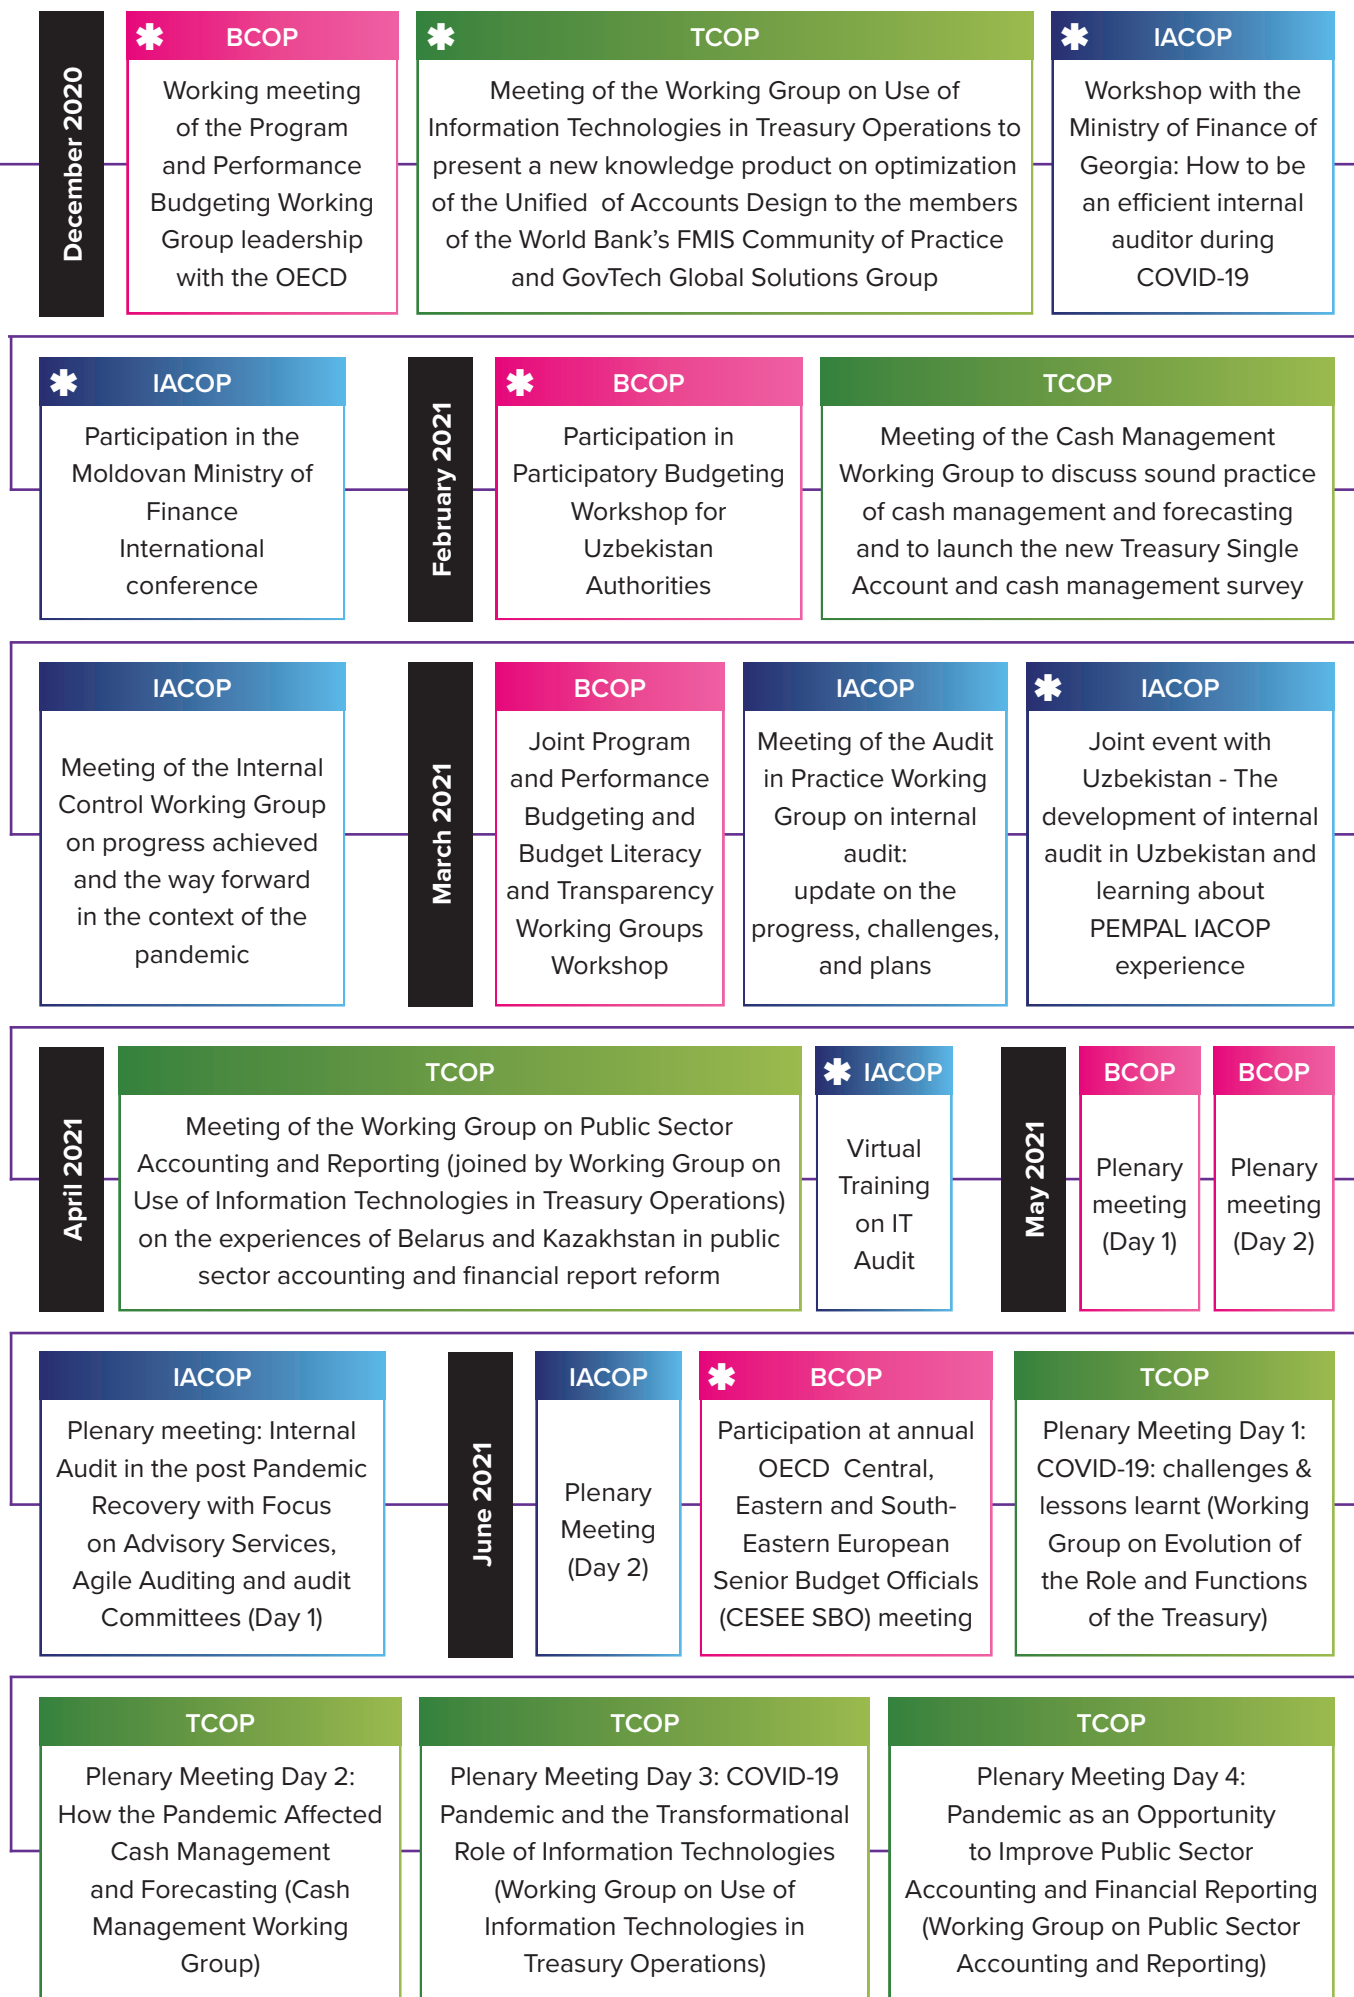 December 2020
BCOP
Working meeting
of the Program
and Performance
Budgeting Working
Group leadership
with the OECD
TCOP
Meeting of the Working Group on Use of
Information Technologies in Treasury Operations to
present a new knowledge product on optimization
of the Unified of Accounts Design to the members
of the World Bank's FMIS Community of Practice
and GovTech Global Solutions Group
IACOP
Workshop with the
Ministry of Finance of
Georgia: How to be
an efficient internal
auditor during
COVID-19
IACOP
Participation in the
Moldovan Ministry of
Finance
International
conference
February 2021
BCOP
Participation in
Participatory Budgeting
Workshop for
Uzbekistan
Authorities
TCOP
Meeting of the Cash Management
Working Group to discuss sound practice
of cash management and forecasting
and to launch the new Treasury Single
Account and cash management survey
IACOP
Meeting of the Internal
Control Working Group
on progress achieved
and the way forward
in the context of the
pandemic
March 2021
BCOP
Joint Program
and Performance
Budgeting and
Budget Literacy
and Transparency
Working Groups
Workshop
IACOP
Meeting of the Audit
in Practice Working
Group on internal
audit:
update on the
progress, challenges,
and plans
IACOP
Joint event with
Uzbekistan - The
development of internal
audit in Uzbekistan and
learning about
PEMPAL IACOP
experience
April 2021
TCOP
Meeting of the Working Group on Public Sector
Accounting and Reporting (joined by Working Group on
Use of Information Technologies in Treasury Operations)
on the experiences of Belarus and Kazakhstan in public
sector accounting and financial report reform
IACOP
Virtual
Training
on IT
Audit
May 2021
BCOP
Plenary
meeting
(Day 1)
BCOP
Plenary
meeting
(Day 2)
IACOP
Plenary meeting: Internal
Audit in the post Pandemic
Recovery with Focus
on Advisory Services,
Agile Auditing and audit
Committees (Day 1)
June 2021
IACOP
Plenary
Meeting
(Day 2)
BCOP
Participation at annual
OECD Central,
Eastern and South-
Eastern European
Senior Budget Officials
(CESEE SBO) meeting
TCOP
Plenary Meeting Day 1:
COVID-19: challenges &
lessons learnt (Working
Group on Evolution of
the Role and Functions
of the Treasury)
TCOP
Plenary Meeting Day 2:
How the Pandemic Affected
Cash Management
and Forecasting (Cash
Management Working
Group)
TCOP
Plenary Meeting Day 3: COVID-19
Pandemic and the Transformational
Role of Information Technologies
(Working Group on Use of
Information Technologies in
Treasury Operations)
TCOP
Plenary Meeting Day 4:
Pandemic as an Opportunity
to Improve Public Sector
Accounting and Financial Reporting
(Working Group on Public Sector
Accounting and Reporting)